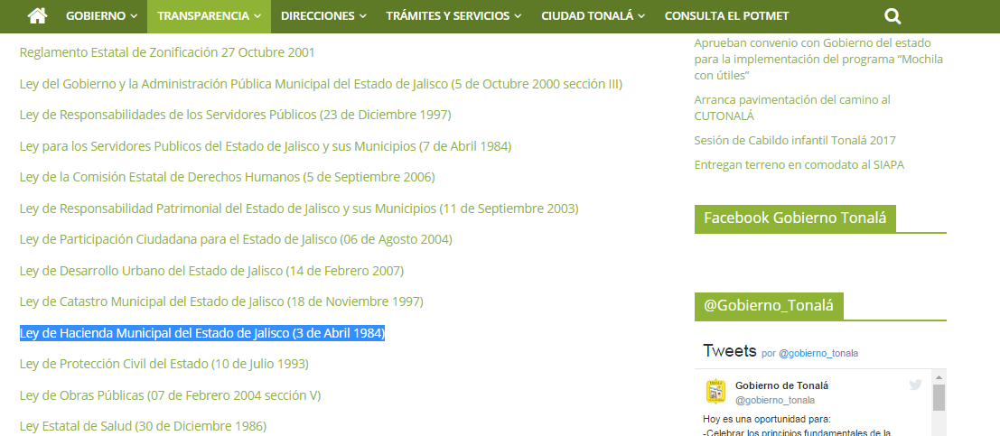 GOBIERNO
TRANSPARENCIA
DIRECCIONES
TRÁMITES Y SERVICIOS
CIUDAD TONALÁ
CONSULTA EL POTMET
Reglamento Estatal de Zonificación 27 Octubre 2001
Ley del Gobierno y la Administración Pública Municipal del Estado de Jalisco (5 de Octubre 2000 sección III)
Ley de Responsabilidades de los Servidores Públicos (23 de Diciembre 1997)
Ley para los Servidores Publicos del Estado de Jalisco y sus Municipios (7 de Abril 1984)
Ley de la Comisión Estatal de Derechos Humanos (5 de Septiembre 2006)
Ley de Responsabilidad Patrimonial del Estado de Jalisco y sus Municipios (11 de Septiembre 2003)
Ley de Participación Ciudadana para el Estado de Jalisco (06 de Agosto 2004)
Ley de Desarrollo Urbano del Estado de Jalisco (14 de Febrero 2007)
Ley de Catastro Municipal del Estado de Jalisco (18 de Noviembre 1997)
Ley de Hacienda Municipal del Estado de Jalisco (3 de Abril 1984)
Ley de Protección Civil del Estado (10 de Julio 1993)
Ley de Obras Públicas (07 de Febrero 2004 sección V)
Ley Estatal de Salud (30 de Diciembre 1986)
Aprueban convenio con Gobierno del estado
para la implementación del programa “Mochila
con útiles”
Arranca pavimentación del camino al
CUTONALÁ
Sesión de Cabildo infantil Tonalá 2017
Entregan terreno en comodato al SIAPA
Facebook Gobierno Tonalá
@Gobierno_Tonalá
Tweets por @gobierno_tonala
Gobierno de Tonalá
@gobierno_tonala
Hoy es una oportunidad para:
-Celebrar los principios fundamentales de la